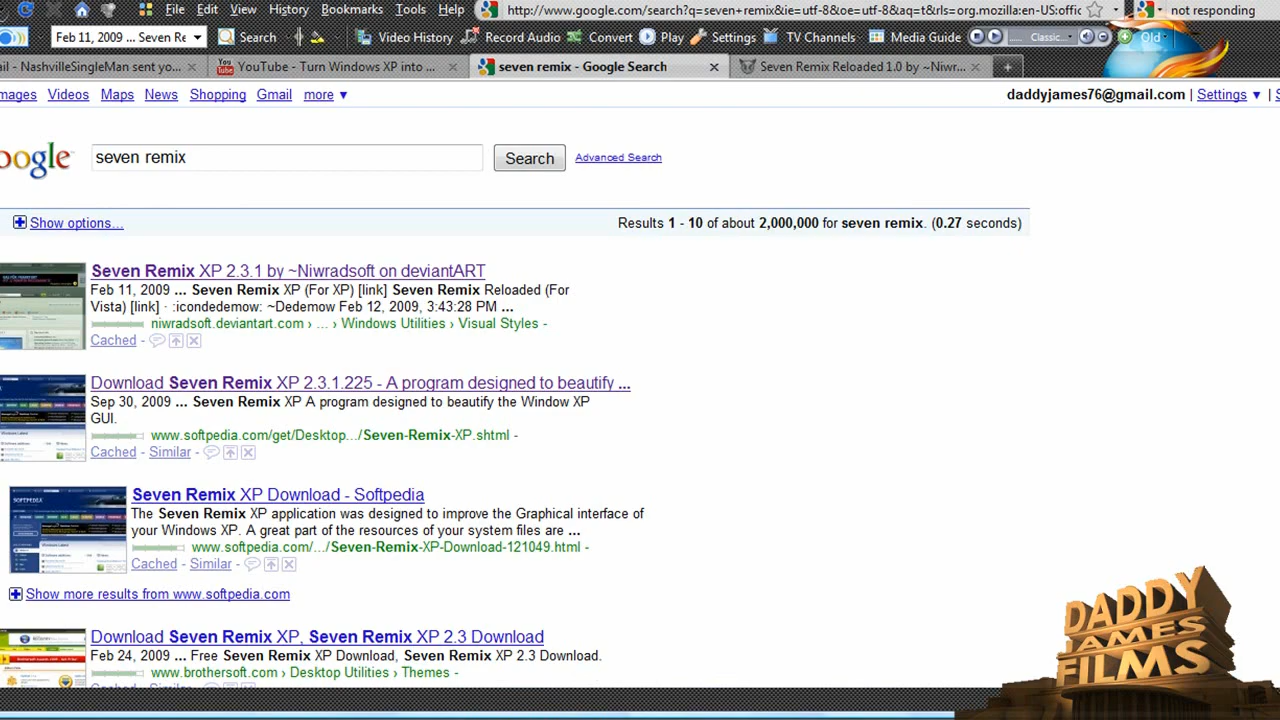 File Edit View History Bookmarks Tools Help http://www.google.com/search?q=seven+remix&ie=utf-8&oe=utf-8&aq=t&rls=org.mozilla:en-US:offic not responding
Feb 11, 2009 ... Seven Re Search Video History Record Audio Convert Play Settings TV Channels Media Guide Classic... Old
ail - NashvilleSingleMan sent yo... YouTube - Turn Windows XP into ... seven remix - Google Search Seven Remix Reloaded 1.0 by ~Niwr...
mages Videos Maps News Shopping Gmail more ▼ daddyjames76@gmail.com | Settings ▼ | S
oogle™ seven remix Search Advanced Search
Show options... Results 1 - 10 of about 2,000,000 for seven remix. (0.27 seconds)
Seven Remix XP 2.3.1 by ~Niwradsoft on deviantART
Feb 11, 2009 ... Seven Remix XP (For XP) [link] Seven Remix Reloaded (For
Vista) [link] · :icondedemow: ~Dedemow Feb 12, 2009, 3:43:28 PM ...
niwradsoft.deviantart.com › ... › Windows Utilities › Visual Styles -
Cached -
Download Seven Remix XP 2.3.1.225 - A program designed to beautify ...
Sep 30, 2009 ... Seven Remix XP A program designed to beatify the Window XP
GUI.
www.softpedia.com/get/Desktop.../Seven-Remix-XP.shtml -
Cached - Similar -
Seven Remix XP Download - Softpedia
The Seven Remix XP application was designed to improve the Graphical interface of
your Windows XP. A great part of the resources of your system files are ...
www.softpedia.com/.../Seven-Remix-XP-Download-121049.html -
Cached - Similar -
Show more results from www.softpedia.com
Download Seven Remix XP, Seven Remix XP 2.3 Download
Feb 24, 2009 ... Free Seven Remix XP Download, Seven Remix XP 2.3 Download.
www.brothersoft.com › Desktop Utilities › Themes -
Cached - Similar
DADDY
JAMES
FILMS